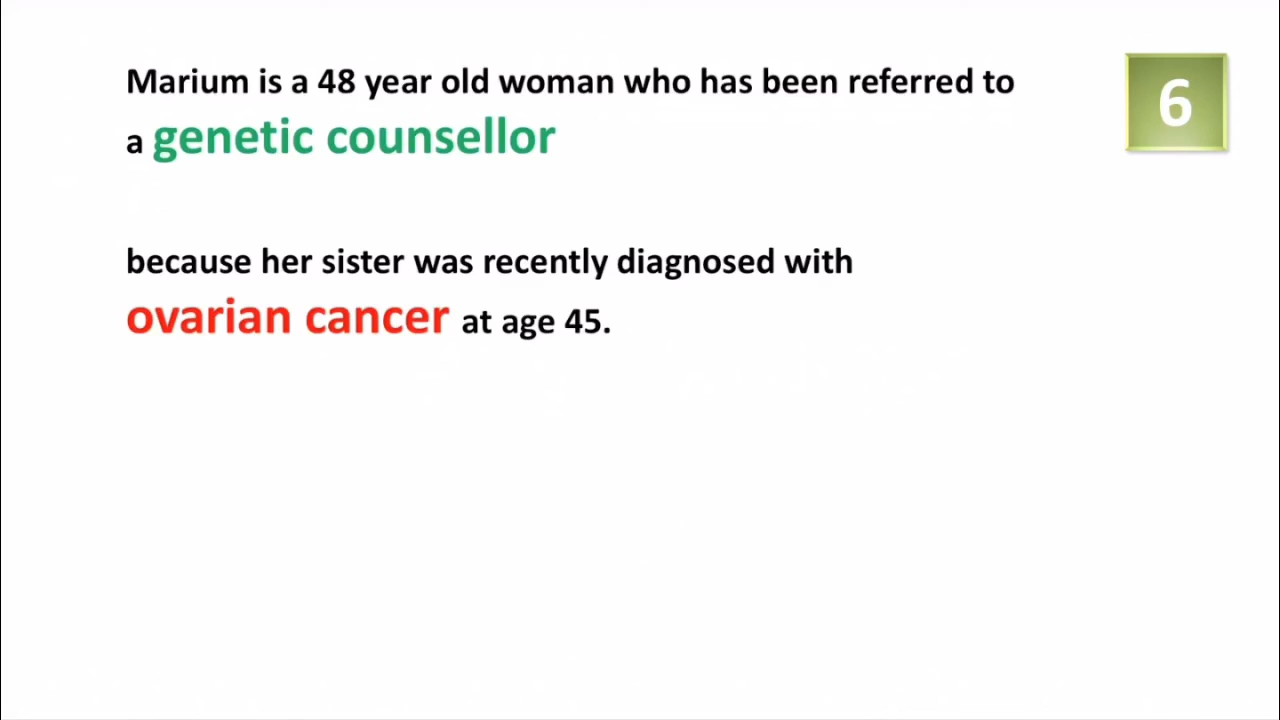 Marium is a 48 year old woman who has been referred to
a genetic counsellor
6
because her sister was recently diagnosed with
ovarian cancer at age 45.